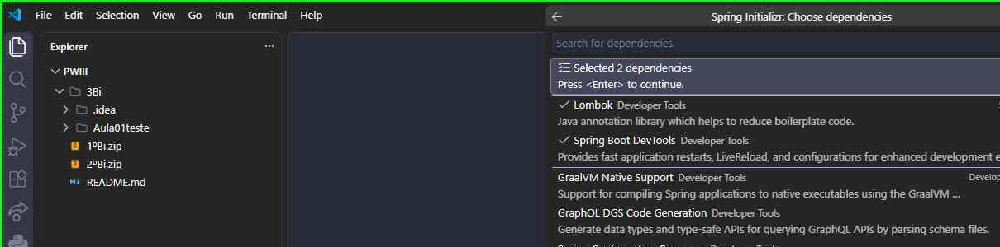 File Edit Selection View Go Run Terminal Help
Spring Initializr: Choose dependencies
Explorer
PWIII
3Bi
.idea
Aula01teste
1ºBi.zip
2ºBi.zip
README.md
Search for dependencies.
Selected 2 dependencies
Press <Enter> to continue.
Lombok Developer Tools
Java annotation library which helps to reduce boilerplate code.
Spring Boot DevTools Developer Tools
Provides fast application restarts, LiveReload, and configurations for enhanced development e
GraalVM Native Support Developer Tools Develop
Support for compiling Spring applications to native executables using the GraalVM ...
GraphQL DGS Code Generation Developer Tools
Generate data types and type-safe APIs for querying GraphQL APIs by parsing schema files.